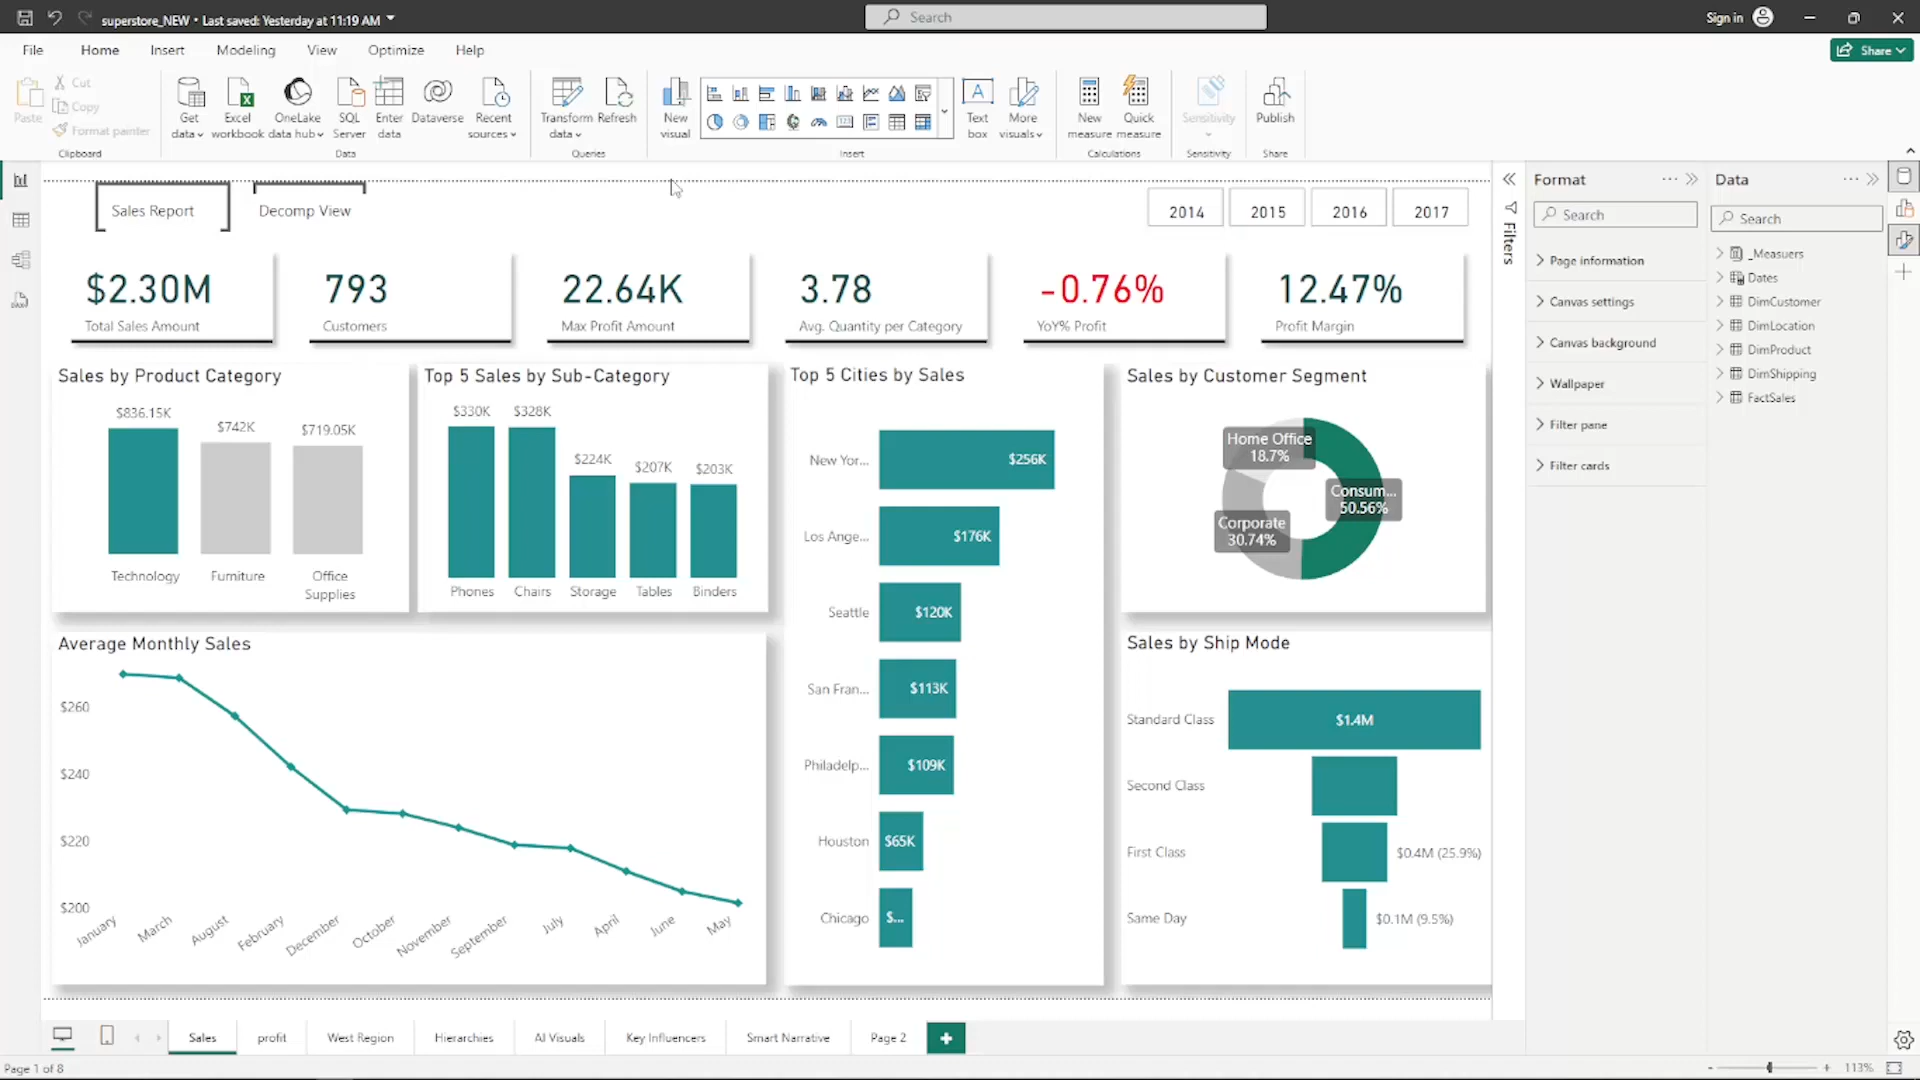 superstore_NEW • Last saved: Yesterday at 11:19 AM
Search
Sign in
File
Home
Insert
Modeling
View
Optimize
Help
Share
Paste
Cut
Copy
Format painter
Clipboard
Get data
Excel workbook
OneLake data hub
SQL Server
Enter data
Dataverse
Recent sources
Data
Transform data
Refresh
Queries
New visual
Text box
More visuals
Insert
New measure
Quick measure
Calculations
Sensitivity
Sensitivity
Publish
Share
Sales Report
Decomp View
2014
2015
2016
2017
$2.30M
Total Sales Amount
793
Customers
22.64K
Max Profit Amount
3.78
Avg. Quantity per Category
-0.76%
YoY% Profit
12.47%
Profit Margin
Sales by Product Category
$836.15K
$742K
$719.05K
Technology
Furniture
Office
Supplies
Top 5 Sales by Sub-Category
$330K
$328K
$224K
$207K
$203K
Phones
Chairs
Storage
Tables
Binders
Top 5 Cities by Sales
New Yor...
$256K
Los Ange...
$176K
Seattle
$120K
San Fran...
$113K
Philadelp...
$109K
Houston
$65K
Chicago
$...
Sales by Customer Segment
Home Office
18.7%
Consum...
50.56%
Corporate
30.74%
Average Monthly Sales
$260
$240
$220
$200
January
March
August
February
December
October
November
September
July
April
June
May
Sales by Ship Mode
Standard Class
$1.4M
Second Class
First Class
$0.4M (25.9%)
Same Day
$0.1M (9.5%)
Filters
Format
Search
Page information
Canvas settings
Canvas background
Wallpaper
Filter pane
Filter cards
Data
Search
_Measuers
Dates
DimCustomer
DimLocation
DimProduct
DimShipping
FactSales
Sales
profit
West Region
Hierarchies
AI Visuals
Key Influencers
Smart Narrative
Page 2
Page 1 of 8
113%